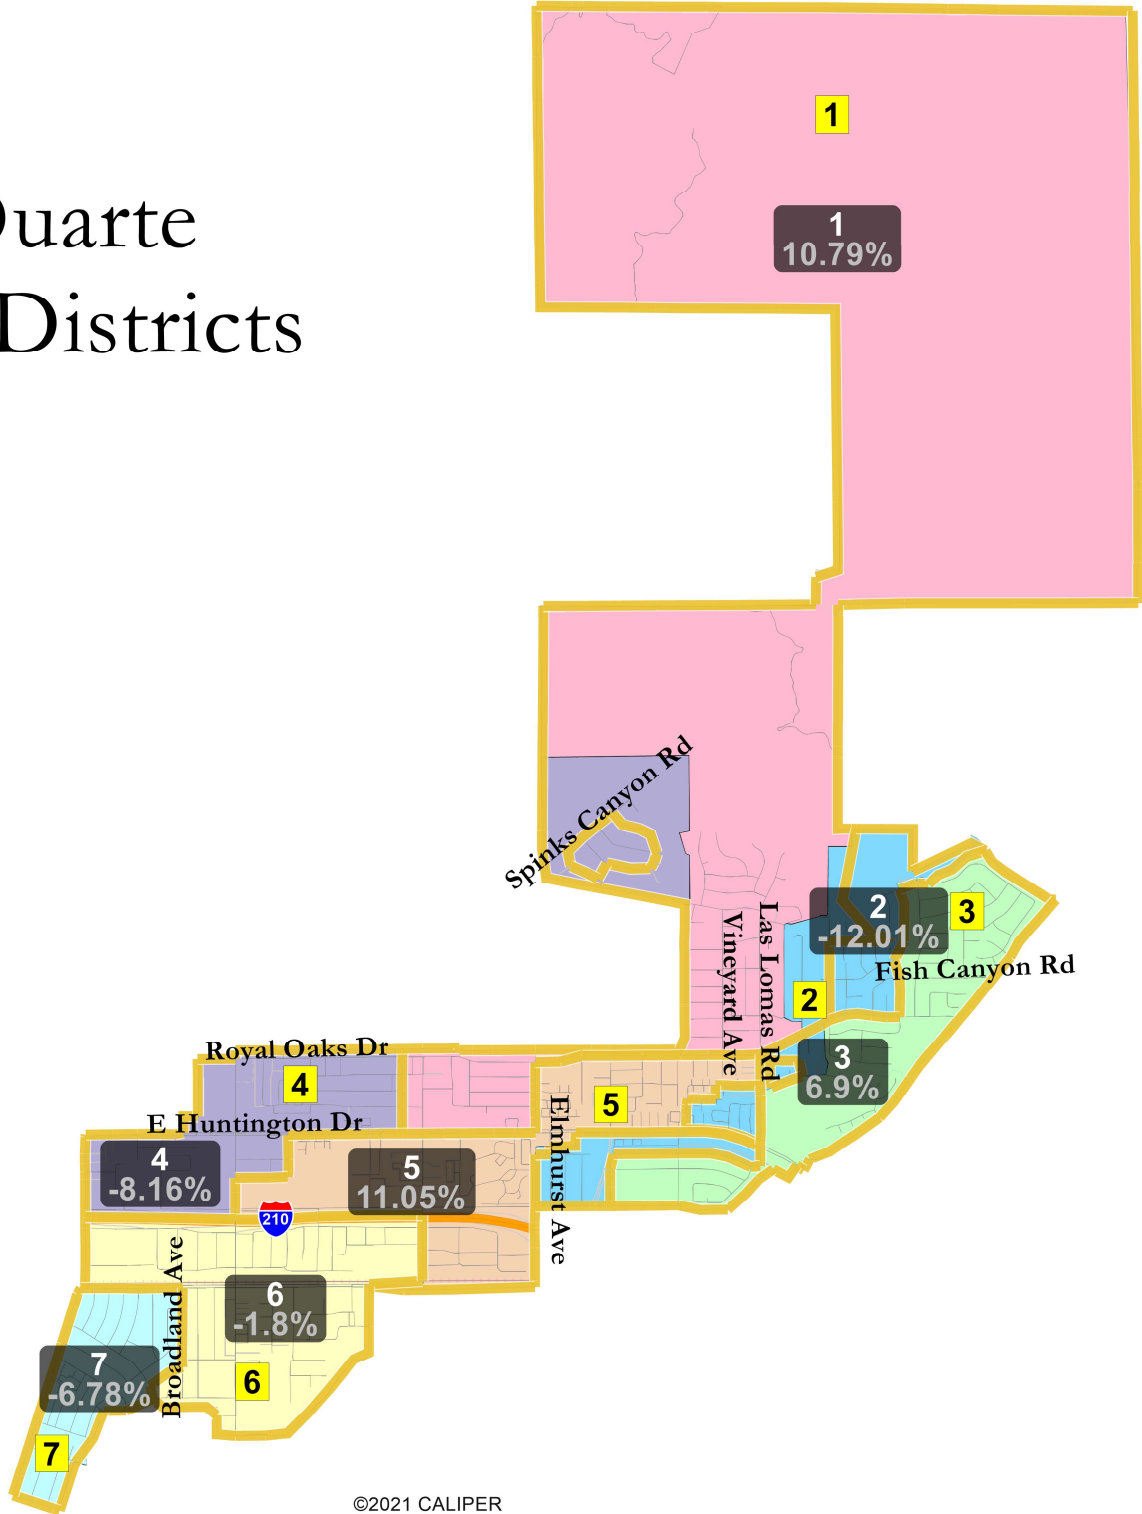 uarte
Districts
1
1
10.79%
Spinks Canyon Rd
2
-12.01%
3
Las Lomas Rd
Vineyard Ave
Fish Canyon Rd
2
3
6.9%
Royal Oaks Dr
4
5
E Huntington Dr
Elmhurst Ave
4
-8.16%
5
11.05%
210
Broadland Ave
6
-1.8%
7
-6.78%
6
7
©2021 CALIPER